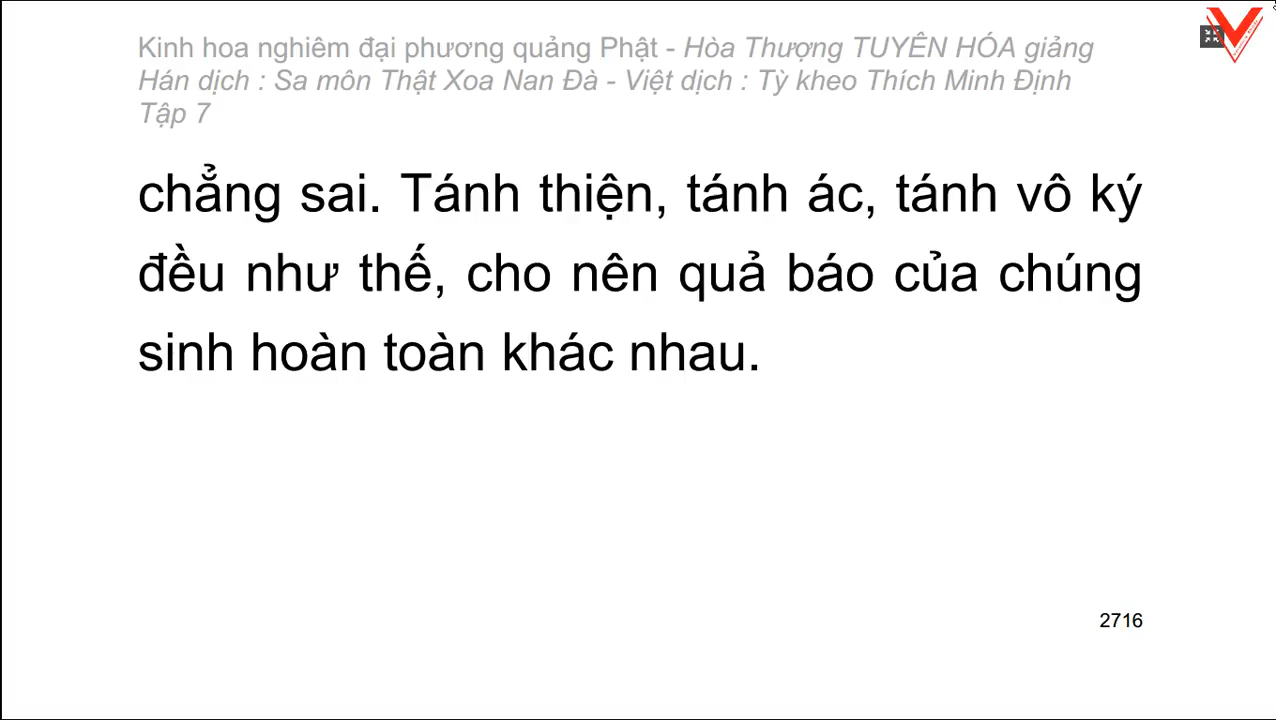 Kinh hoa nghiêm đại phương quảng Phật - Hòa Thượng TUYÊN HÓA giảng
Hán dịch : Sa môn Thật Xoa Nan Đà - Việt dịch : Tỳ kheo Thích Minh Định
Tập 7
chẳng sai. Tánh thiện, tánh ác, tánh vô ký
đều như thế, cho nên quả báo của chúng
sinh hoàn toàn khác nhau.
2716